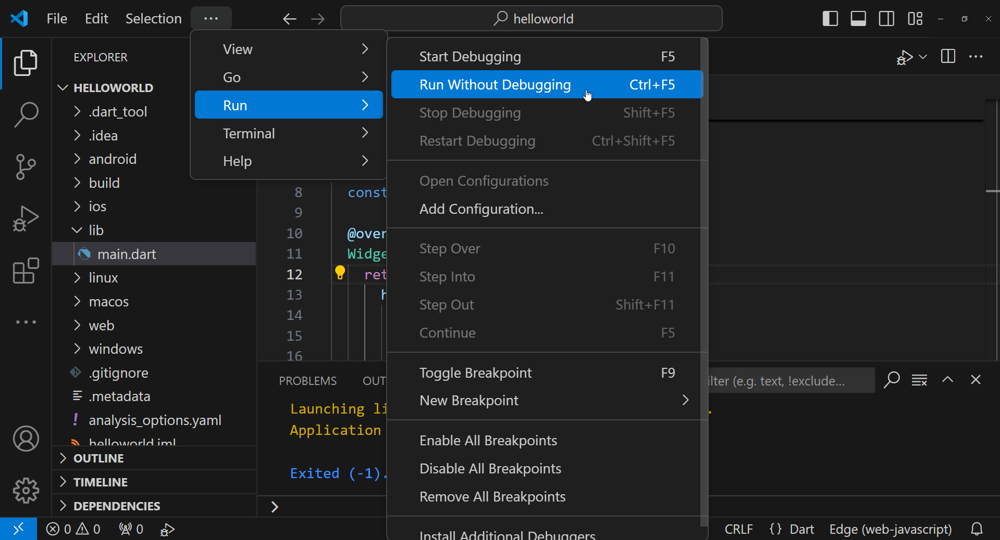 File Edit Selection ··· helloworld
View
Go
Run
Terminal
Help
Start Debugging F5
Run Without Debugging Ctrl+F5
Stop Debugging Shift+F5
Restart Debugging Ctrl+Shift+F5
Open Configurations
Add Configuration...
Step Over F10
Step Into F11
Step Out Shift+F11
Continue F5
Toggle Breakpoint F9
New Breakpoint
Enable All Breakpoints
Disable All Breakpoints
Remove All Breakpoints
Install Additional Debuggers
EXPLORER
HELLOWORLD
.dart_tool
.idea
android
build
ios
lib
main.dart
linux
macos
web
windows
.gitignore
.metadata
analysis_options.yaml
helloworld.iml
OUTLINE
TIMELINE
DEPENDENCIES
8 const
9
10 @over
11 Widge
12 ret
13 h
14
15
16
PROBLEMS OUT ilter (e.g. text, !exclude...
Launching li .
Application
Exited (-1).
0 0 0 CRLF {} Dart Edge (web-javascript)